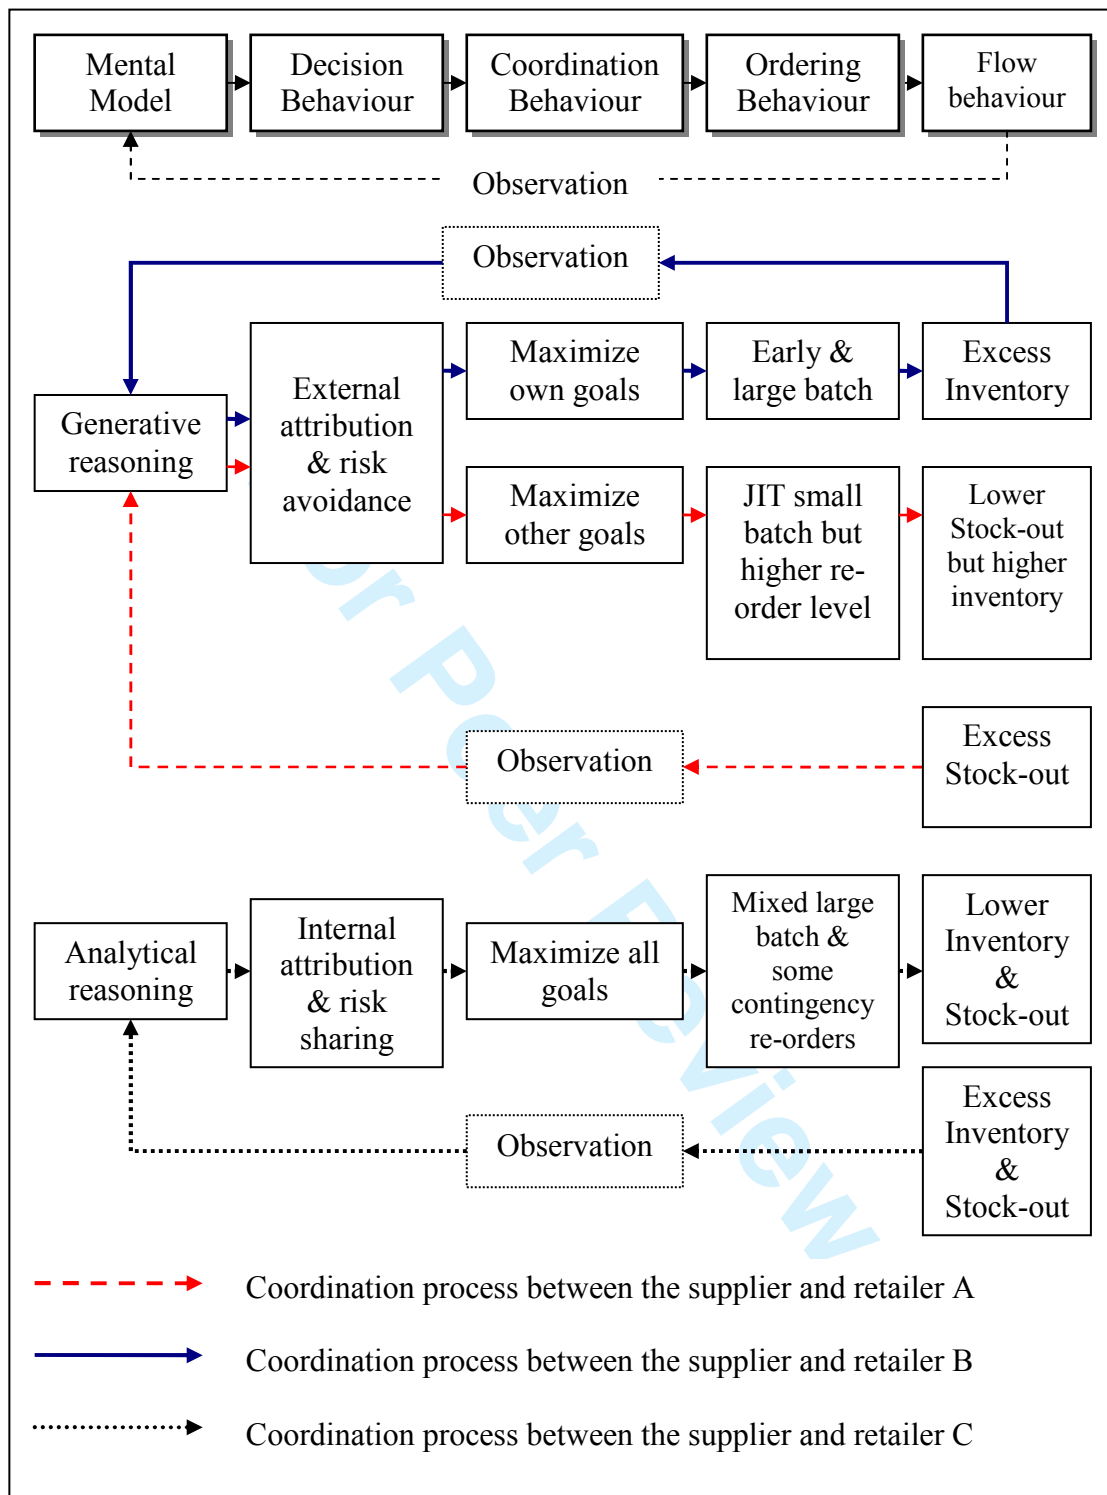 Mental
Model
Decision
Behaviour
Coordination
Behaviour
Ordering
Behaviour
Flow
behaviour
Observation
Observation
Generative
reasoning
External
attribution
& risk
avoidance
Maximize
own goals
Early &
large batch
Excess
Inventory
Maximize
other goals
JIT small
batch but
higher re-
order level
Lower
Stock-out
but higher
inventory
Observation
Excess
Stock-out
Analytical
reasoning
Internal
attribution
& risk
sharing
Maximize all
goals
Mixed large
batch &
some
contingency
re-orders
Lower
Inventory
&
Stock-out
Observation
Excess
Inventory
&
Stock-out
Coordination process between the supplier and retailer A
Coordination process between the supplier and retailer B
Coordination process between the supplier and retailer C
or Peer Review